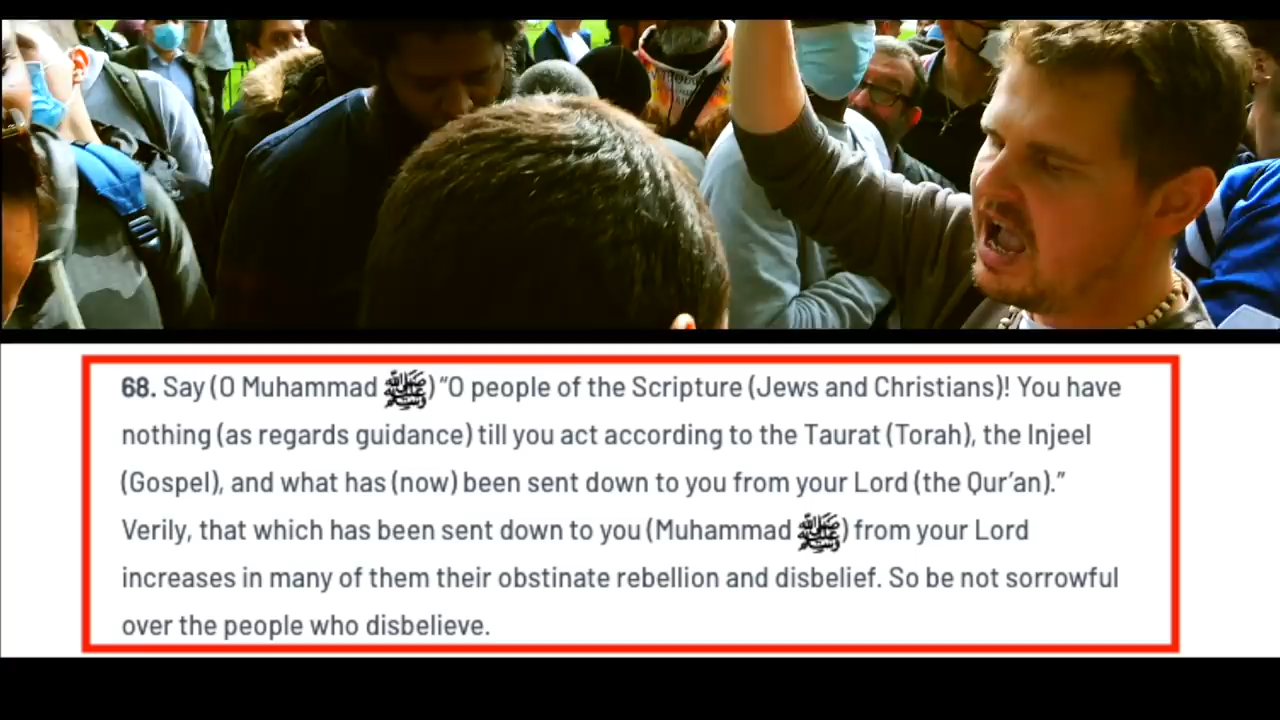 68. Say (O Muhammad ﷺ) "O people of the Scripture (Jews and Christians)! You have
nothing (as regards guidance) till you act according to the Taurat (Torah), the Injeel
(Gospel), and what has (now) been sent down to you from your Lord (the Qur'an)."
Verily, that which has been sent down to you (Muhammad ﷺ) from your Lord
increases in many of them their obstinate rebellion and disbelief. So be not sorrowful
over the people who disbelieve.